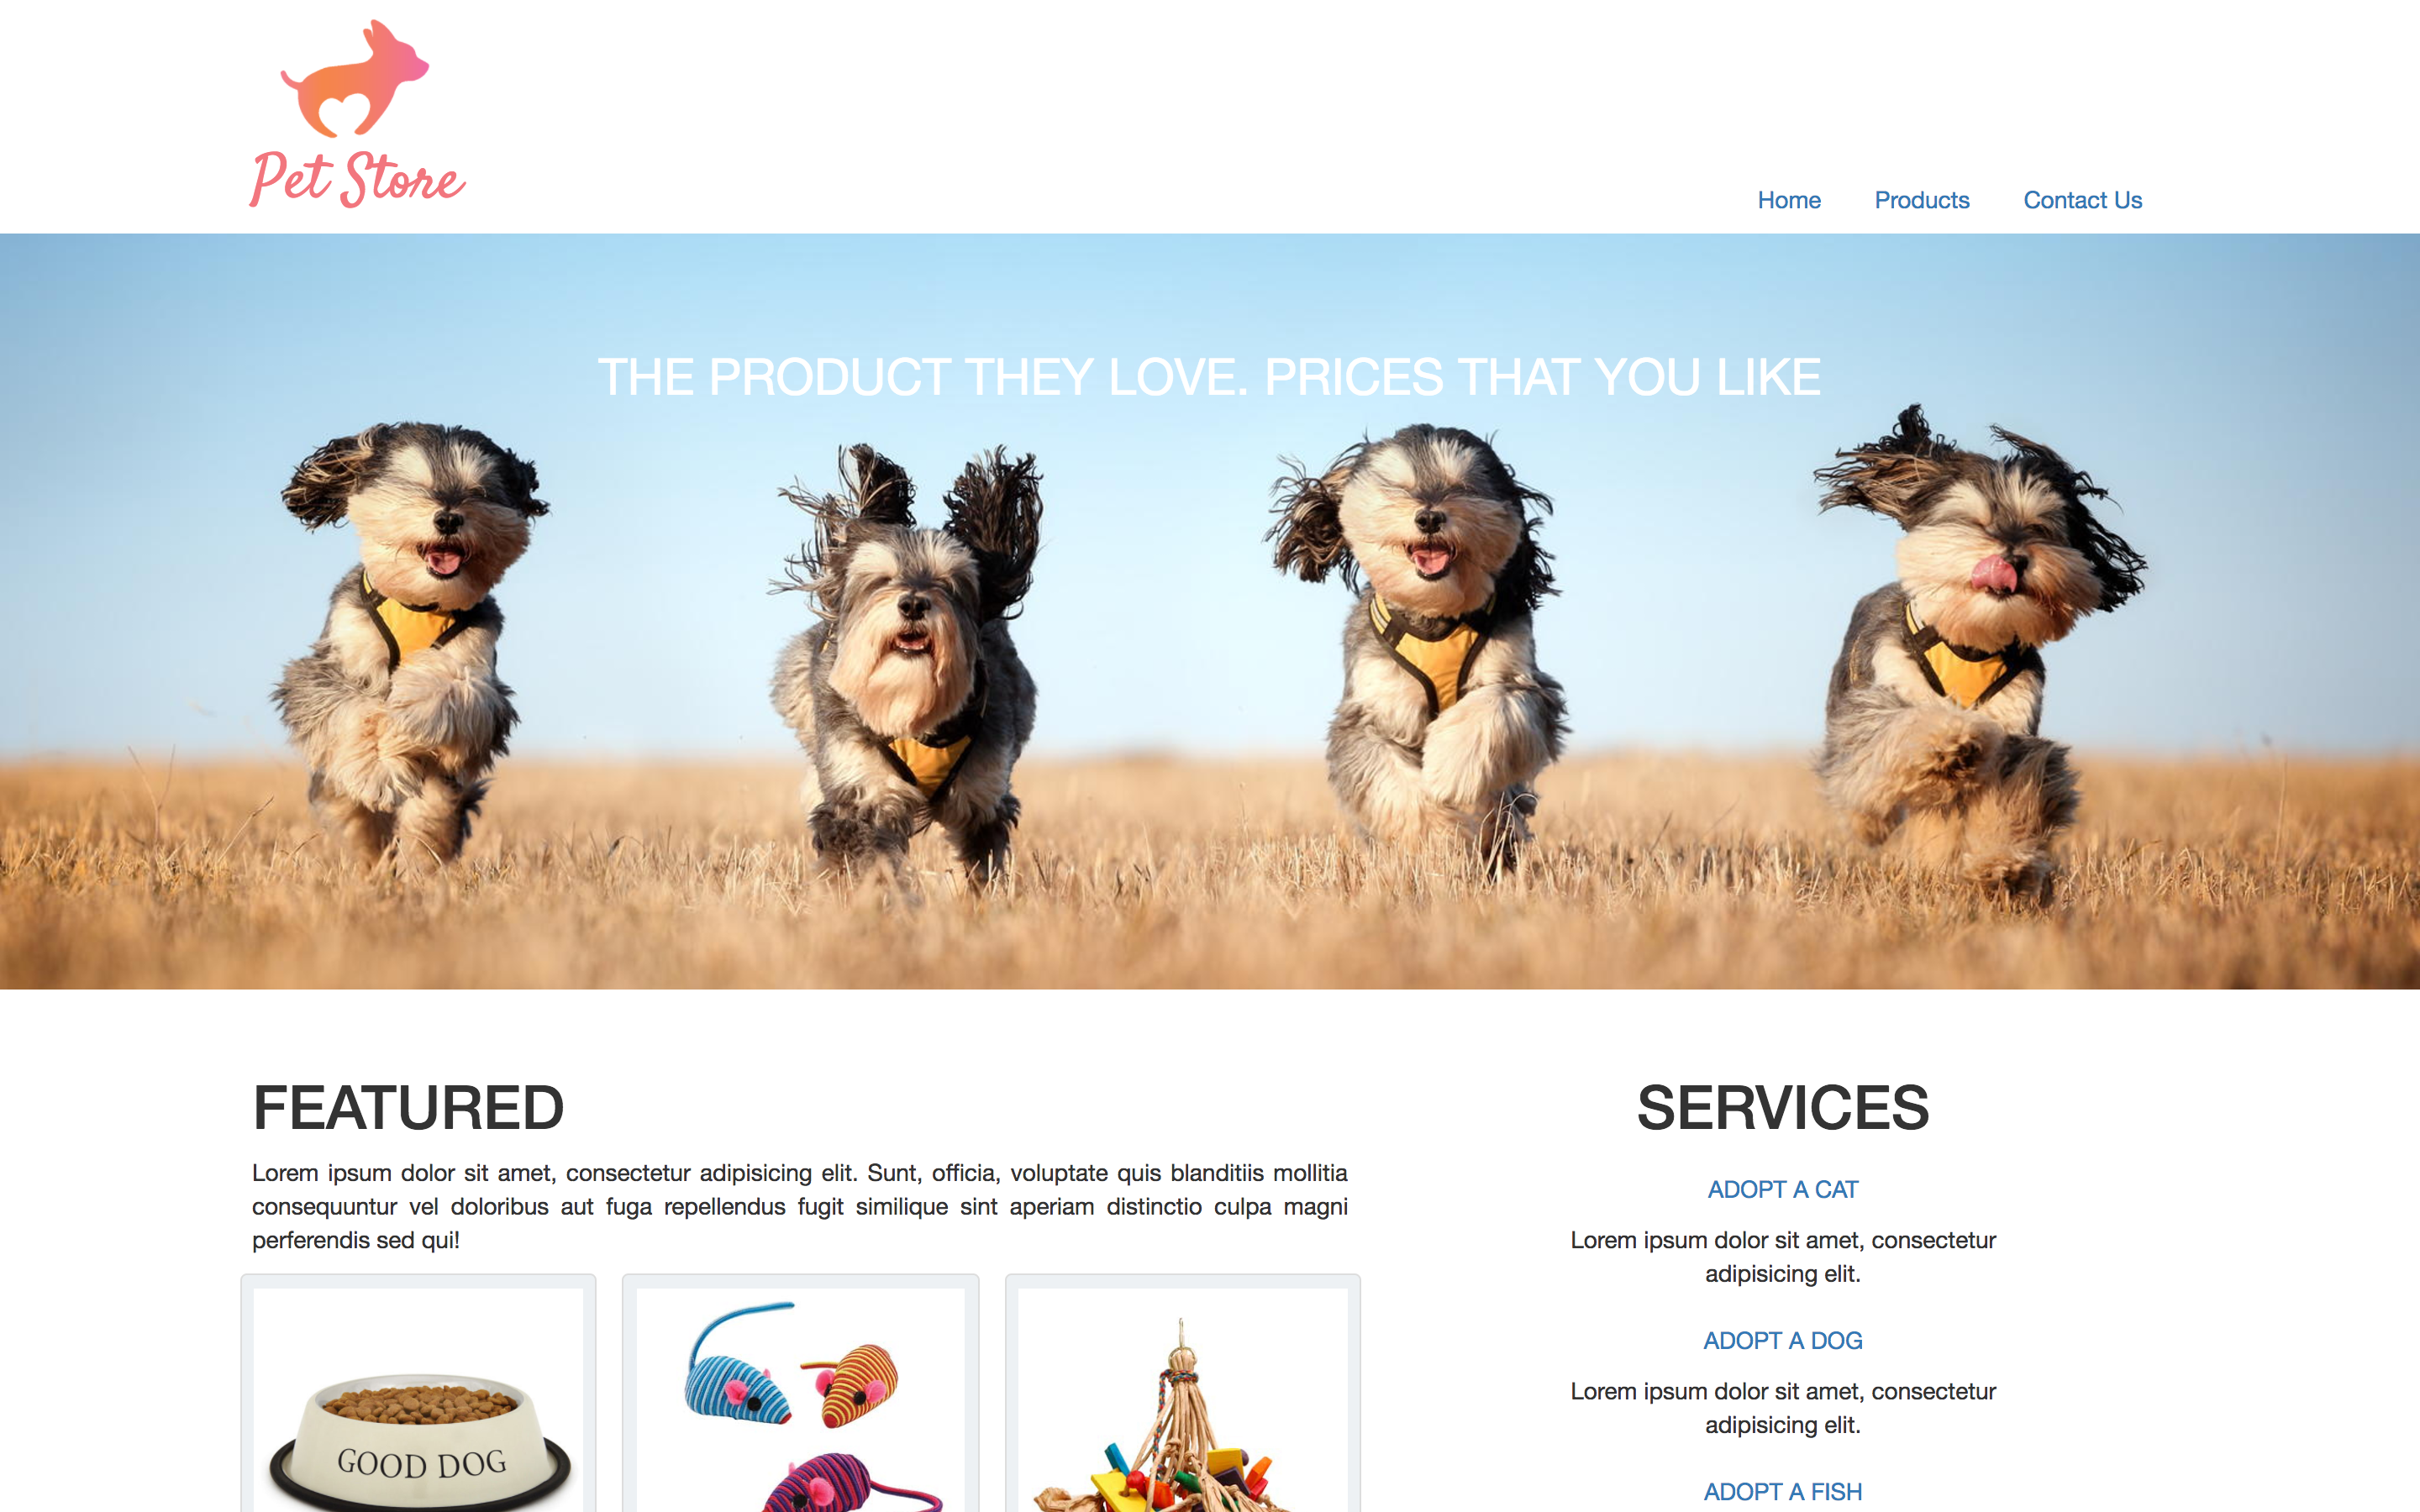 Pet Store
Home Products Contact Us
THE PRODUCT THEY LOVE. PRICES THAT YOU LIKE
FEATURED
Lorem ipsum dolor sit amet, consectetur adipisicing elit. Sunt, officia, voluptate quis blanditiis mollitia
consequuntur vel doloribus aut fuga repellendus fugit similique sint aperiam distinctio culpa magni
perferendis sed qui!
GOOD DOG
SERVICES
ADOPT A CAT
Lorem ipsum dolor sit amet, consectetur
adipisicing elit.
ADOPT A DOG
Lorem ipsum dolor sit amet, consectetur
adipisicing elit.
ADOPT A FISH